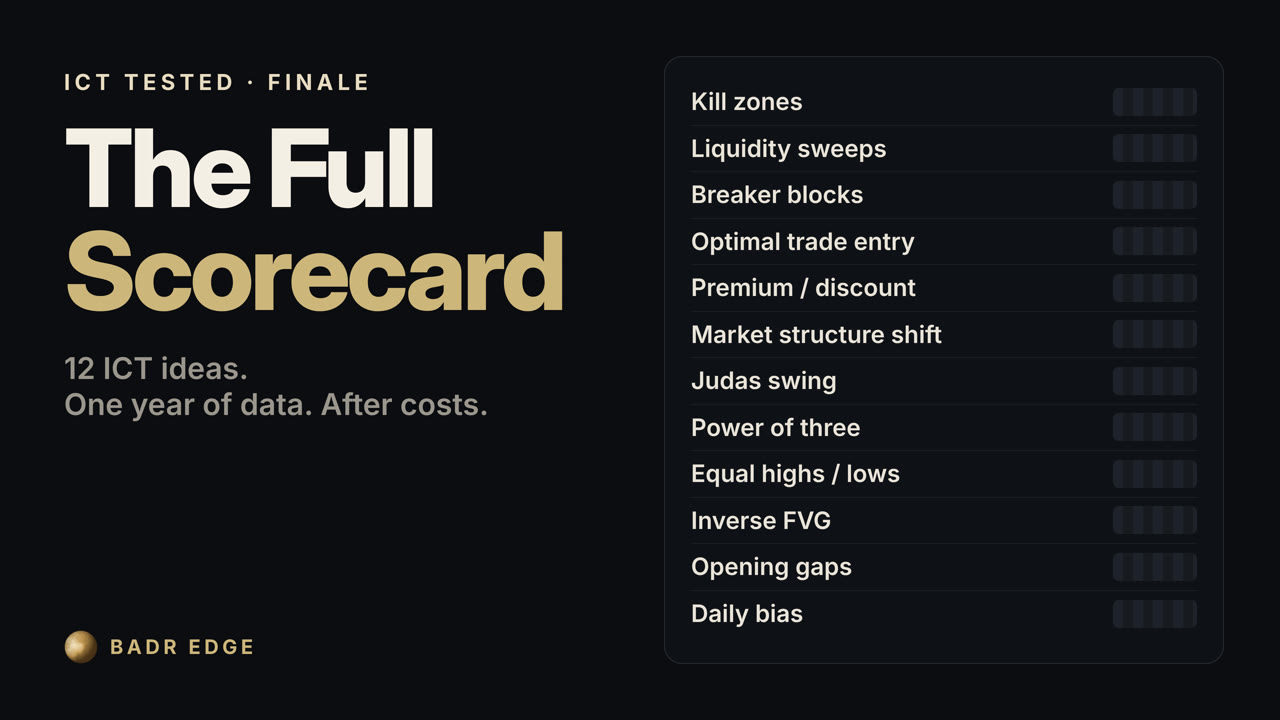 ICT TESTED · FINALE
The Full
Scorecard
12 ICT ideas.
One year of data. After costs.
BADR EDGE
Kill zones
Liquidity sweeps
Breaker blocks
Optimal trade entry
Premium / discount
Market structure shift
Judas swing
Power of three
Equal highs / lows
Inverse FVG
Opening gaps
Daily bias